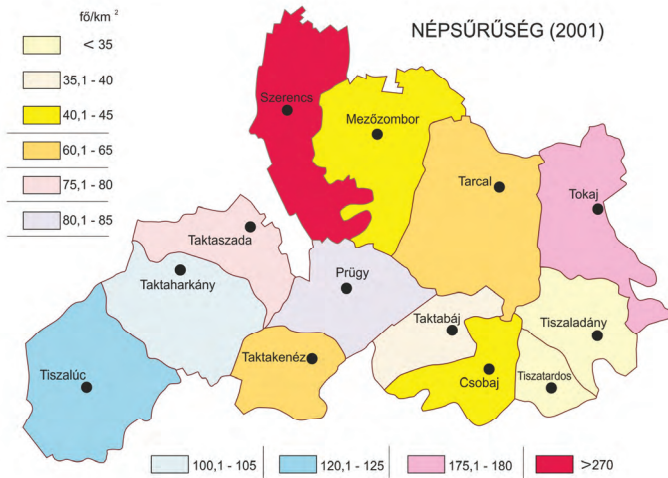 fő/km²
NÉPSŰRŰSÉG (2001)
< 35
35,1 - 40
40,1 - 45
60,1 - 65
75,1 - 80
80,1 - 85
Szerencs
Mezőzombor
Tarcal
Tokaj
Taktaszada
Taktaharkány
Prügy
Taktabáj
Tiszaladány
Taktakenéz
Tiszalúc
Csobaj
Tiszatardos
100,1 - 105
120,1 - 125
175,1 - 180
>270